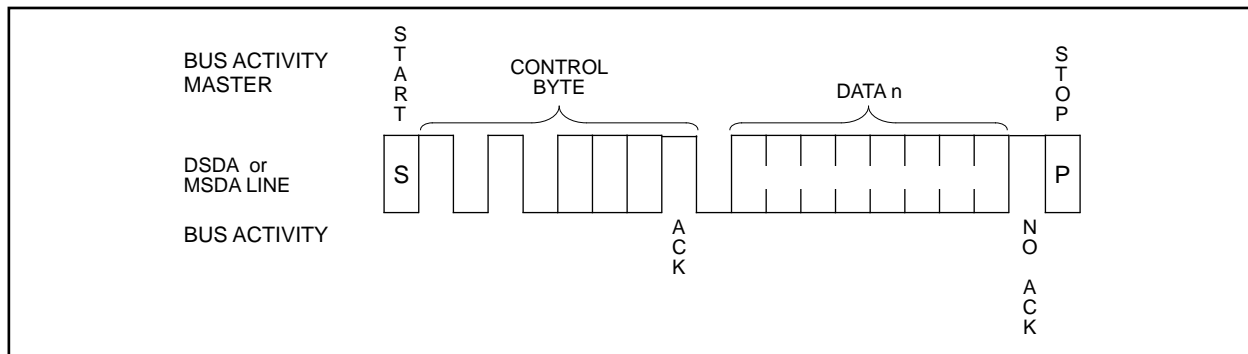 BUS ACTIVITY
MASTER
START
CONTROL
BYTE
DATA n
STOP
DSDA or
MSDA LINE
S
P
BUS ACTIVITY
ACK
NO ACK